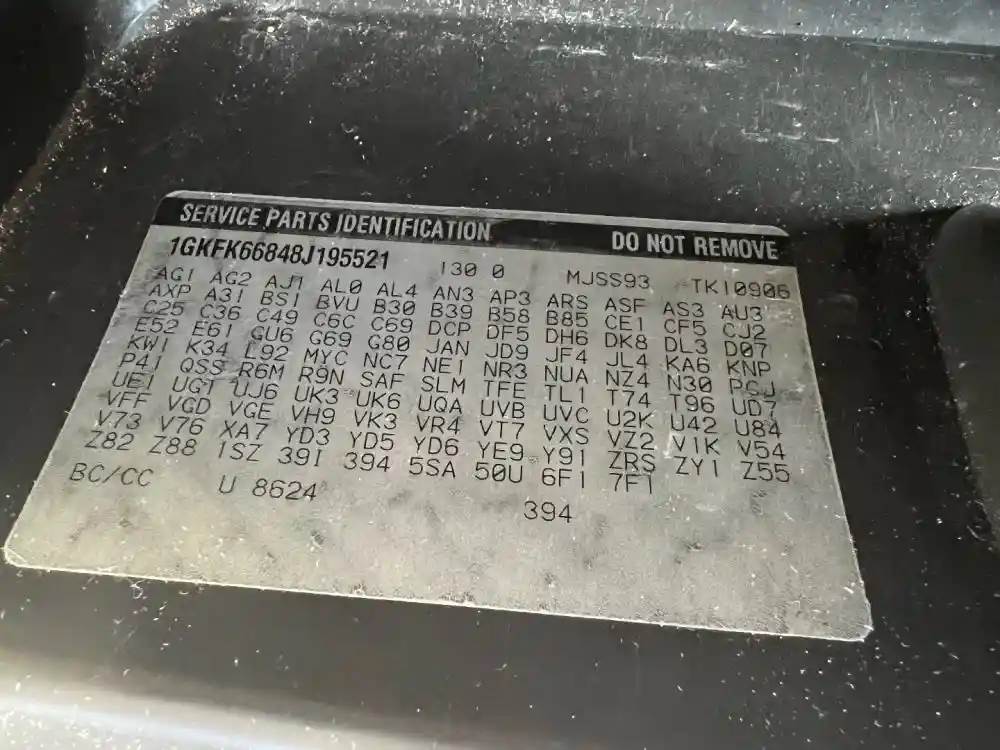 SERVICE PARTS IDENTIFICATION DO NOT REMOVE
1GKFK66848J195521 130 0 MJSS93 TK10906
AG1 AG2 AJ1 AL0 AL4 AN3 AP3 ARS ASF AS3 AU3
AXP A31 BS1 BVU B30 B39 B58 B85 CE1 CF5 CJ2
C25 C36 C49 C6C C69 DCP DF5 DH6 DK8 DL3 D07
E52 E61 GU6 G69 G80 JAN JD9 JF4 JL4 KA6 KNP
KW1 K34 L92 MYC NC7 NE1 NR3 NUA NZ4 N30 PCJ
P41 QSS R6M R9N SAF SLM TFE TL1 T74 T96 UD7
UE1 UG1 UJ6 UK3 UK6 UQA UVB UVC U2K U42 U84
VFF VGD VGE VH9 VK3 VR4 VT7 VXS VZ2 V1K V54
V73 V76 XA7 YD3 YD5 YD6 YE9 Y91 ZRS ZY1 Z55
Z82 Z88 1SZ 39I 394 5SA 50U 6F1 7F1
BC/CC U 8624 394